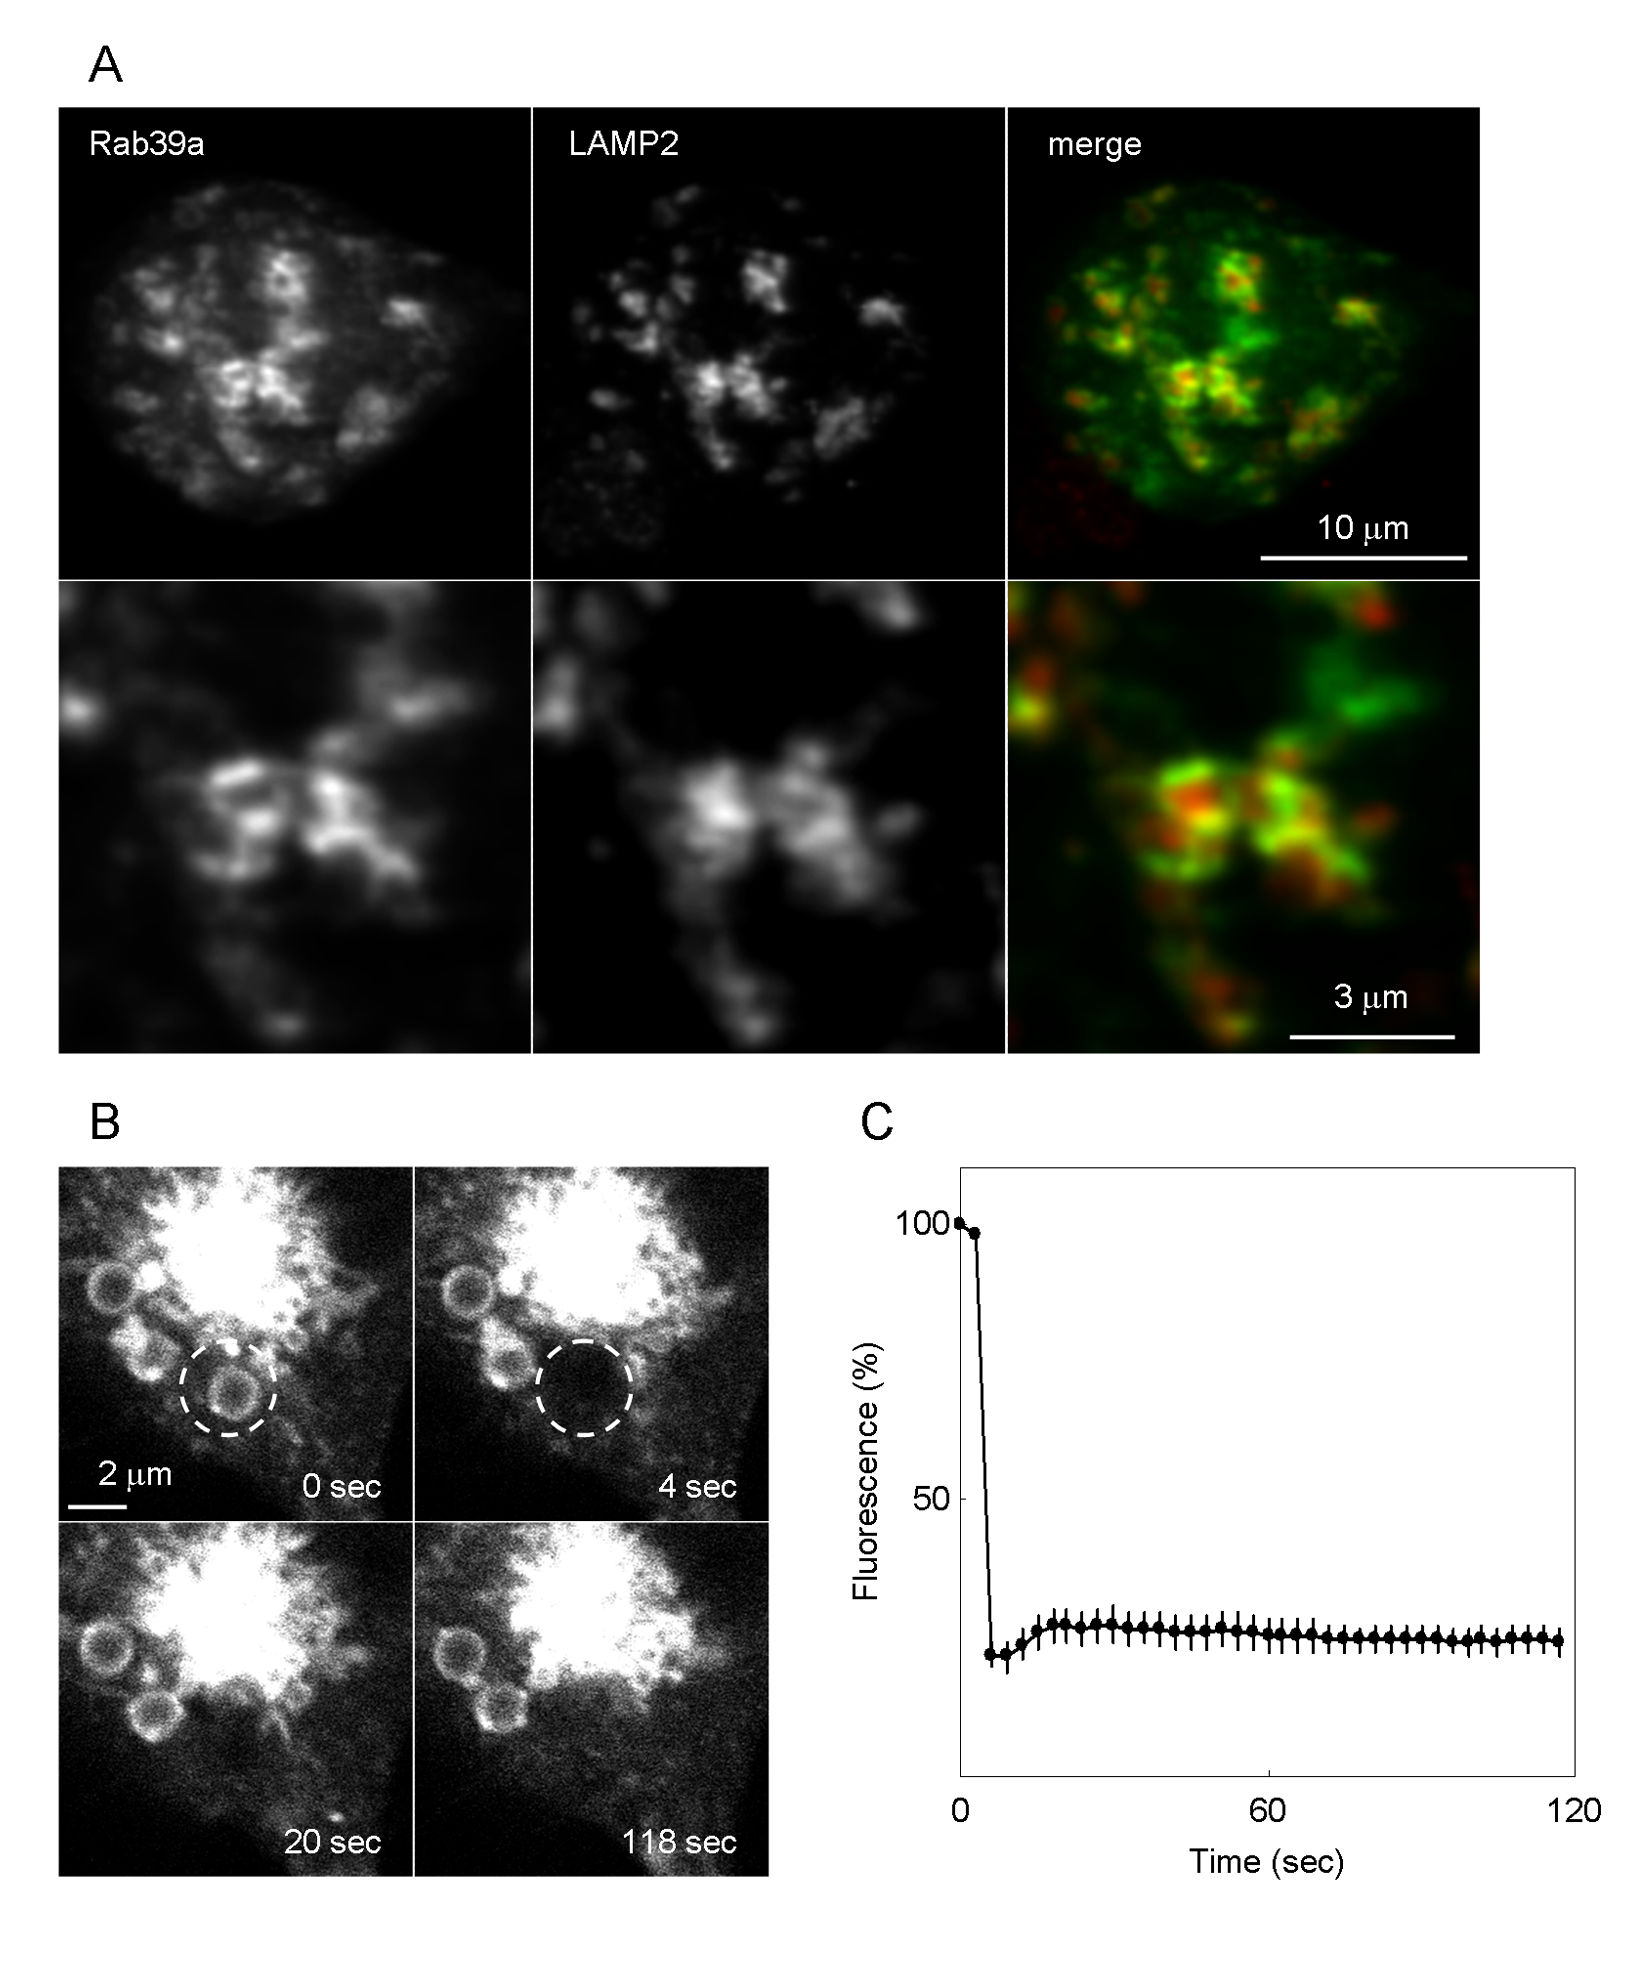 A
Rab39a
LAMP2
merge
10 μm
3 μm
B
C
2 μm
0 sec
4 sec
20 sec
118 sec
100
50
Fluorescence (%)
0
60
120
Time (sec)